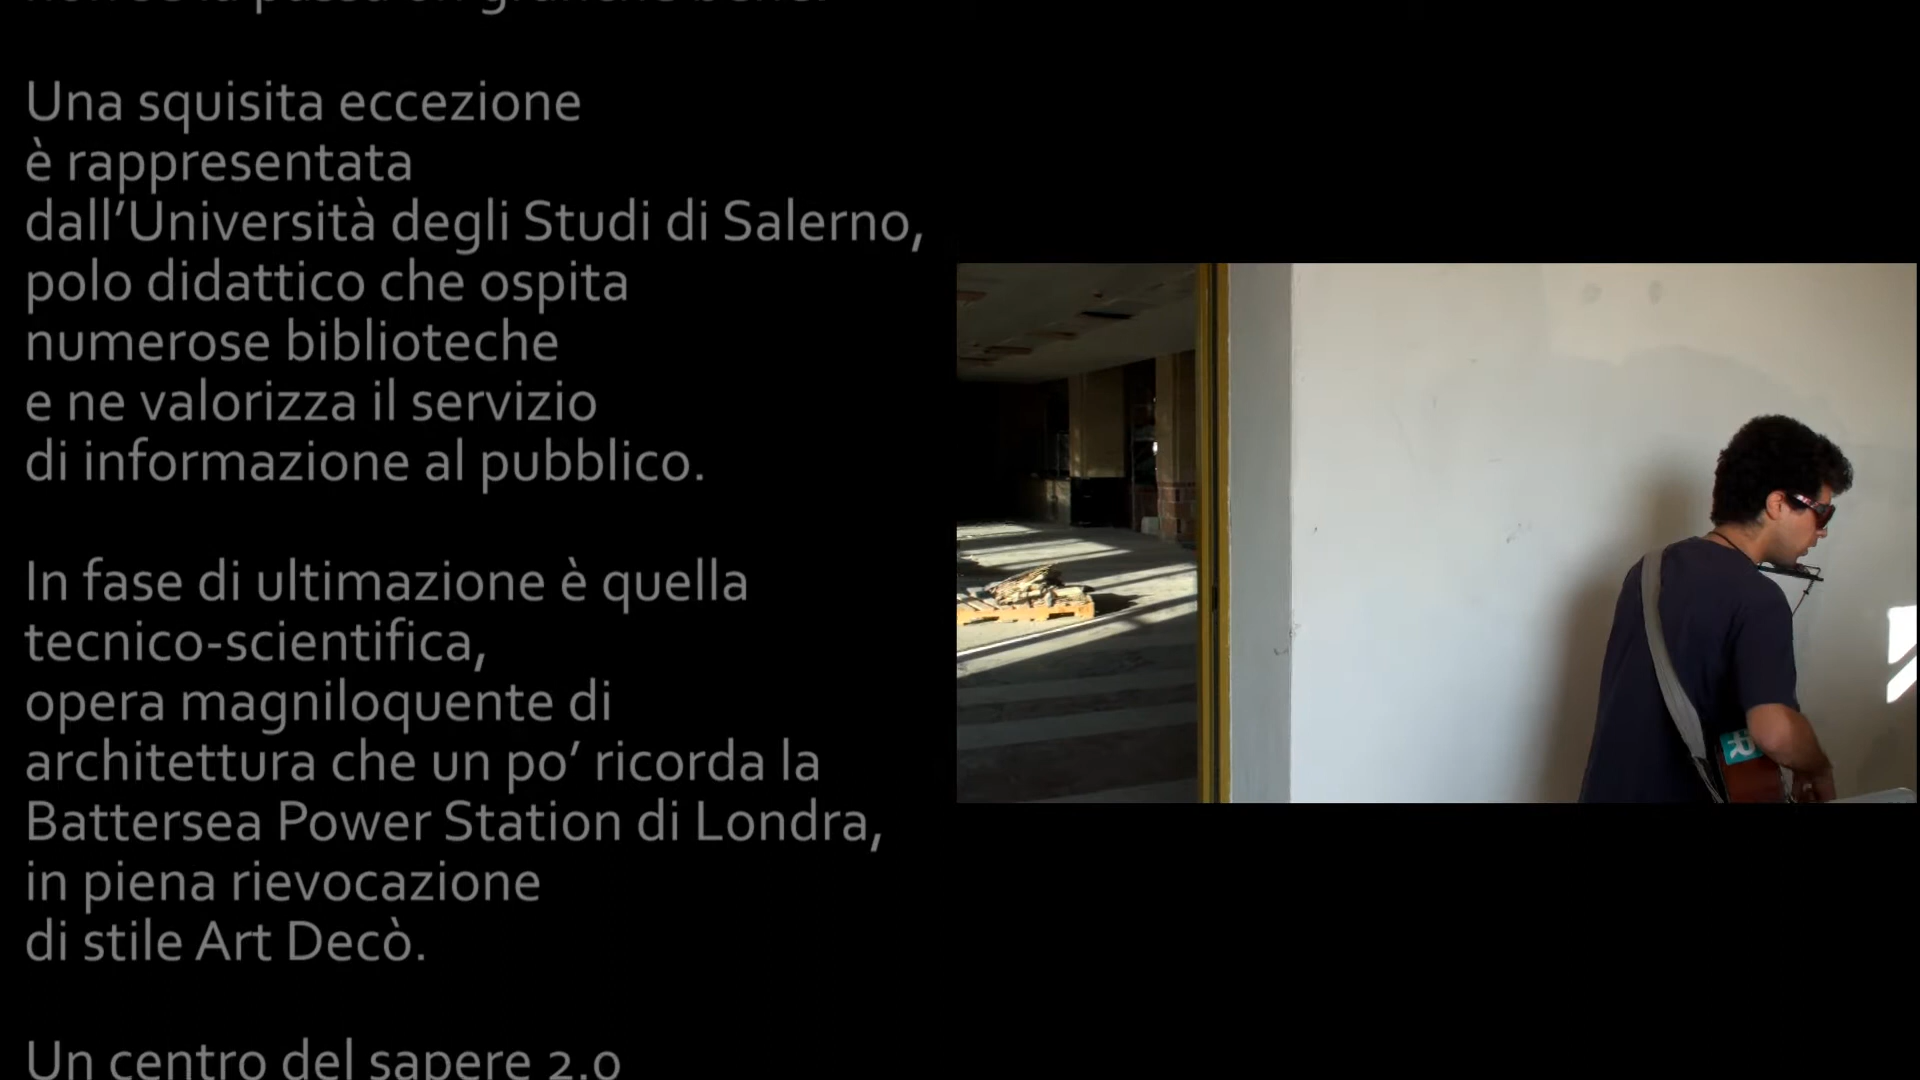 Una squisita eccezione
è rappresentata
dall’Università degli Studi di Salerno,
polo didattico che ospita
numerose biblioteche
e ne valorizza il servizio
di informazione al pubblico.
In fase di ultimazione è quella
tecnico-scientifica,
opera magniloquente di
architettura che un po’ ricorda la
Battersea Power Station di Londra,
in piena rievocazione
di stile Art Decò.
Un centro del sapere 2.0